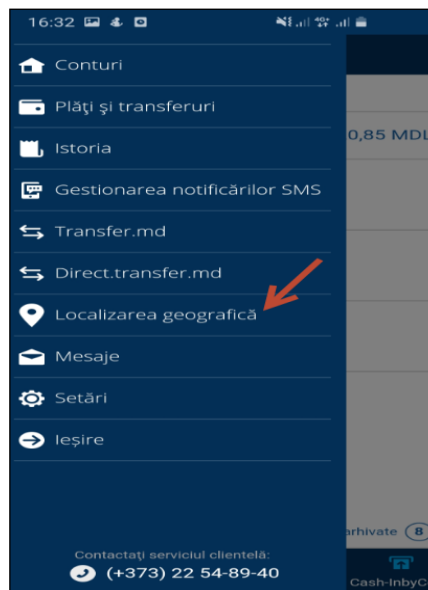 16:32
Conturi
Plăţi şi transferuri
0,85 MDL
Istoria
Gestionarea notificărilor SMS
Transfer.md
Direct.transfer.md
Localizarea geografică
Mesaje
Setări
Ieşire
arhivate 8
Contactaţi serviciul clientelă:
(+373) 22 54-89-40
Cash-InbyC